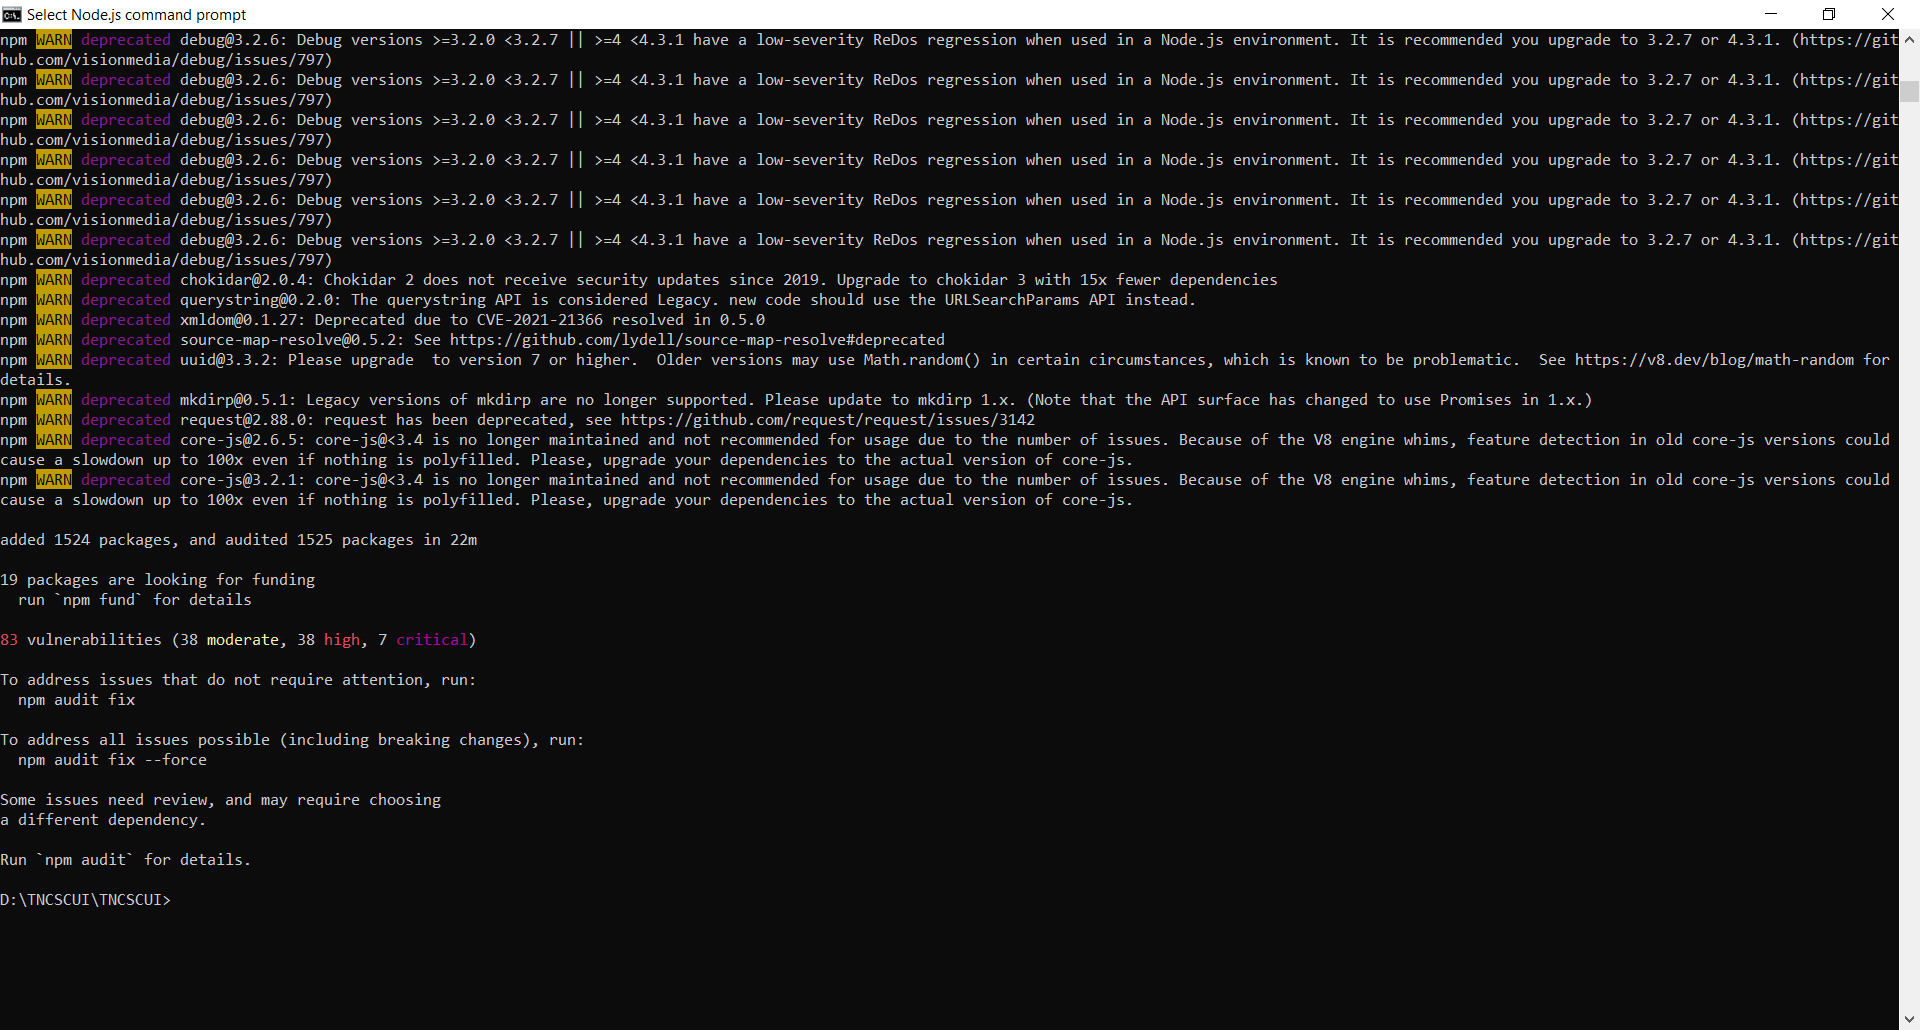 Select Node.js command prompt
npm WARN deprecated debug@3.2.6: Debug versions >=3.2.0 <3.2.7 || >=4 <4.3.1 have a low-severity ReDos regression when used in a Node.js environment. It is recommended you upgrade to 3.2.7 or 4.3.1. (https://git
hub.com/visionmedia/debug/issues/797)
npm WARN deprecated debug@3.2.6: Debug versions >=3.2.0 <3.2.7 || >=4 <4.3.1 have a low-severity ReDos regression when used in a Node.js environment. It is recommended you upgrade to 3.2.7 or 4.3.1. (https://git
hub.com/visionmedia/debug/issues/797)
npm WARN deprecated debug@3.2.6: Debug versions >=3.2.0 <3.2.7 || >=4 <4.3.1 have a low-severity ReDos regression when used in a Node.js environment. It is recommended you upgrade to 3.2.7 or 4.3.1. (https://git
hub.com/visionmedia/debug/issues/797)
npm WARN deprecated debug@3.2.6: Debug versions >=3.2.0 <3.2.7 || >=4 <4.3.1 have a low-severity ReDos regression when used in a Node.js environment. It is recommended you upgrade to 3.2.7 or 4.3.1. (https://git
hub.com/visionmedia/debug/issues/797)
npm WARN deprecated debug@3.2.6: Debug versions >=3.2.0 <3.2.7 || >=4 <4.3.1 have a low-severity ReDos regression when used in a Node.js environment. It is recommended you upgrade to 3.2.7 or 4.3.1. (https://git
hub.com/visionmedia/debug/issues/797)
npm WARN deprecated debug@3.2.6: Debug versions >=3.2.0 <3.2.7 || >=4 <4.3.1 have a low-severity ReDos regression when used in a Node.js environment. It is recommended you upgrade to 3.2.7 or 4.3.1. (https://git
hub.com/visionmedia/debug/issues/797)
npm WARN deprecated chokidar@2.0.4: Chokidar 2 does not receive security updates since 2019. Upgrade to chokidar 3 with 15x fewer dependencies
npm WARN deprecated querystring@0.2.0: The querystring API is considered Legacy. new code should use the URLSearchParams API instead.
npm WARN deprecated xmldom@0.1.27: Deprecated due to CVE-2021-21366 resolved in 0.5.0
npm WARN deprecated source-map-resolve@0.5.2: See https://github.com/lydell/source-map-resolve#deprecated
npm WARN deprecated uuid@3.3.2: Please upgrade  to version 7 or higher.  Older versions may use Math.random() in certain circumstances, which is known to be problematic.  See https://v8.dev/blog/math-random for
details.
npm WARN deprecated mkdirp@0.5.1: Legacy versions of mkdirp are no longer supported. Please update to mkdirp 1.x. (Note that the API surface has changed to use Promises in 1.x.)
npm WARN deprecated request@2.88.0: request has been deprecated, see https://github.com/request/request/issues/3142
npm WARN deprecated core-js@2.6.5: core-js@<3.4 is no longer maintained and not recommended for usage due to the number of issues. Because of the V8 engine whims, feature detection in old core-js versions could
cause a slowdown up to 100x even if nothing is polyfilled. Please, upgrade your dependencies to the actual version of core-js.
npm WARN deprecated core-js@3.2.1: core-js@<3.4 is no longer maintained and not recommended for usage due to the number of issues. Because of the V8 engine whims, feature detection in old core-js versions could
cause a slowdown up to 100x even if nothing is polyfilled. Please, upgrade your dependencies to the actual version of core-js.
added 1524 packages, and audited 1525 packages in 22m
19 packages are looking for funding
run `npm fund` for details
83 vulnerabilities (38 moderate, 38 high, 7 critical)
To address issues that do not require attention, run:
npm audit fix
To address all issues possible (including breaking changes), run:
npm audit fix --force
Some issues need review, and may require choosing
a different dependency.
Run `npm audit` for details.
D:\TNCSCUI\TNCSCUI>